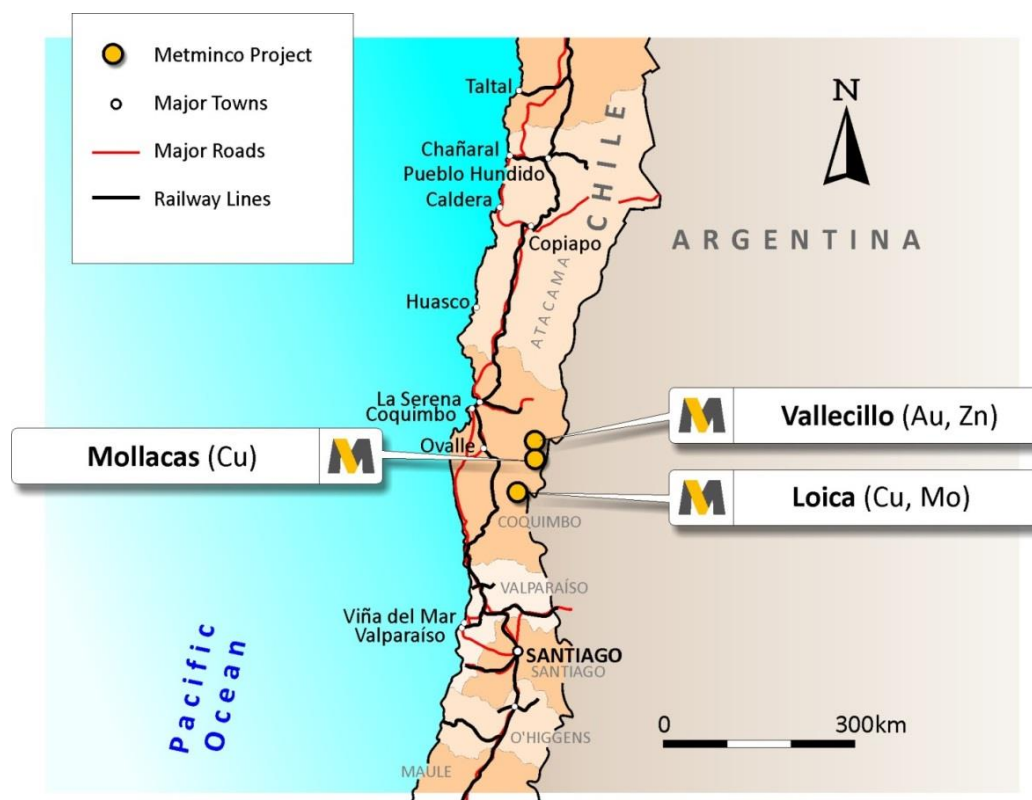 Metminco Project
Major Towns
Major Roads
Railway Lines
N
Taltal
Chañaral
Pueblo Hundido
Caldera
Copiapo
CHILE
ARGENTINA
ATACAMA
Huasco
La Serena
Coquimbo
Ovalle
Mollacas (Cu)
Vallecillo (Au, Zn)
Loica (Cu, Mo)
COQUIMBO
VALPARAÍSO
Viña del Mar
Valparaíso
SANTIAGO
SANTIAGO
O'HIGGENS
MAULE
Pacific
Ocean
0 300km